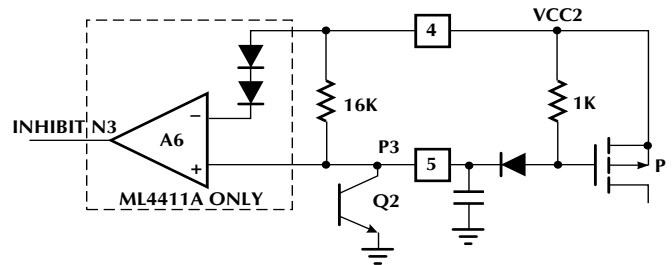 4
VCC2
16K
1K
INHIBIT N3
−
A6
+
P3
5
P
ML4411A ONLY
Q2